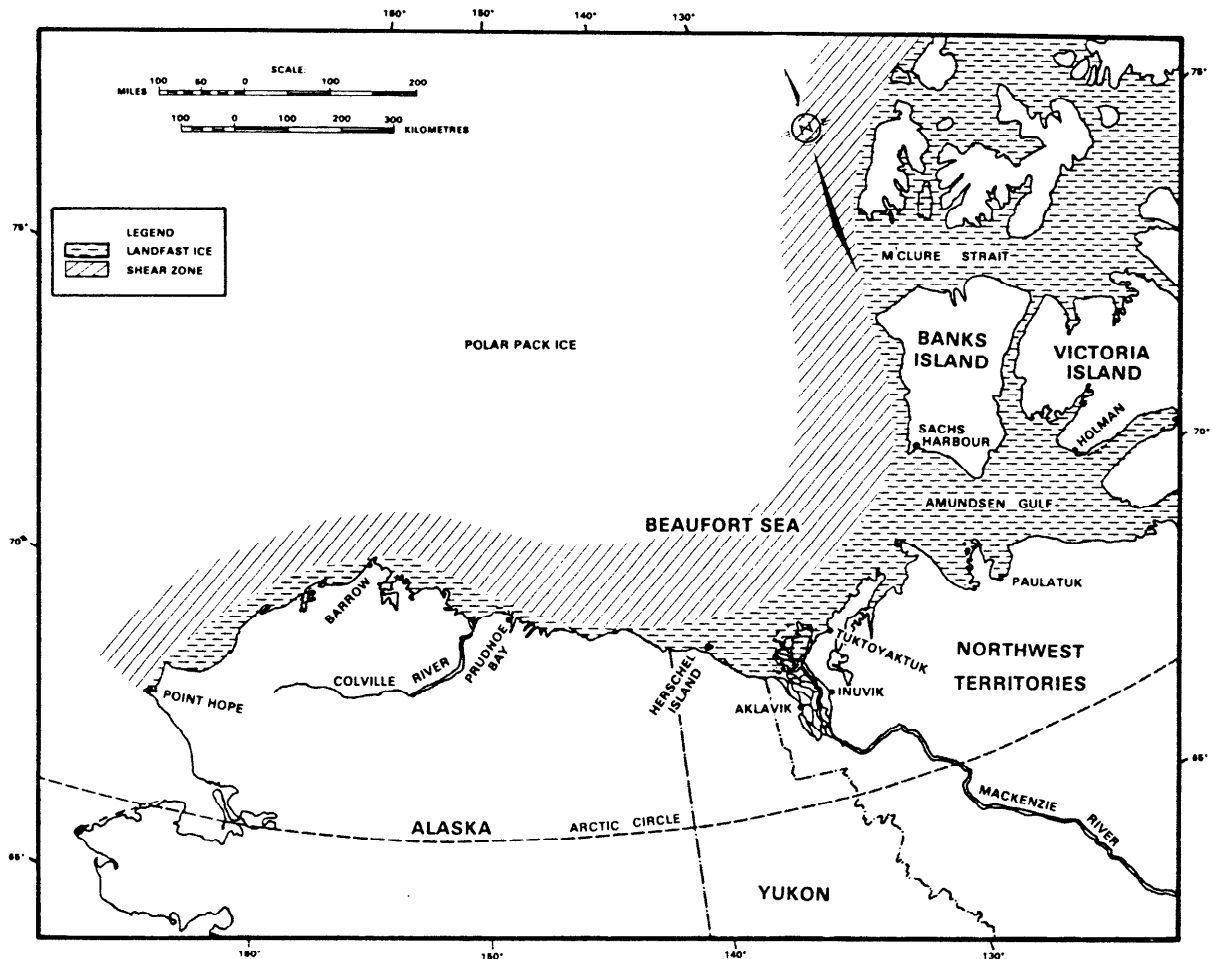 160° 150° 140° 130°
SCALE:
100 50 0 100 200
MILES
100 0 100 200 300
KILOMETRES
75°
N
75°
LEGEND
LANDFAST ICE
SHEAR ZONE
M'CLURE STRAIT
POLAR PACK ICE
BANKS
ISLAND
VICTORIA
ISLAND
SACHS
HARBOUR
HOLMAN
70°
AMUNDSEN GULF
BEAUFORT SEA
70°
BARROW
PAULATUK
PRUDHOE
BAY
TUKTOYAKTUK
NORTHWEST
TERRITORIES
COLVILLE RIVER
HERSCHEL
ISLAND
INUVIK
POINT HOPE
AKLAVIK
65°
MACKENZIE RIVER
ALASKA
ARCTIC CIRCLE
65°
YUKON
160° 150° 140° 130°